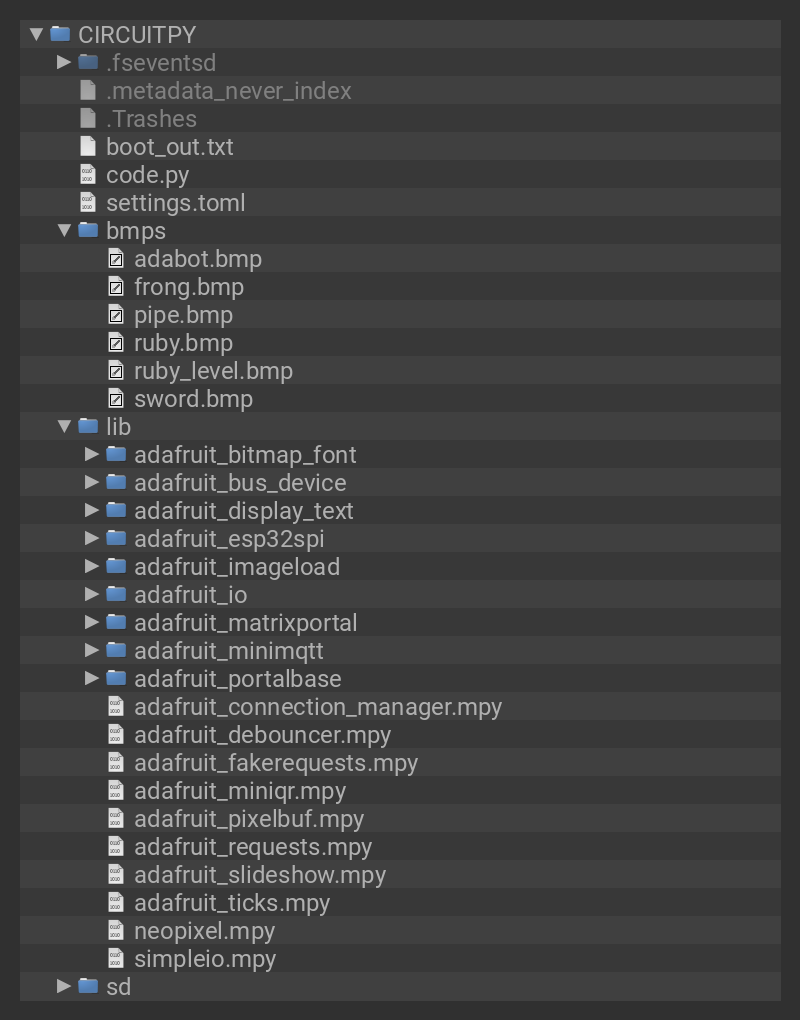 CIRCUITPY
.fseventsd
.metadata_never_index
.Trashes
boot_out.txt
code.py
settings.toml
bmps
adabot.bmp
frong.bmp
pipe.bmp
ruby.bmp
ruby_level.bmp
sword.bmp
lib
adafruit_bitmap_font
adafruit_bus_device
adafruit_display_text
adafruit_esp32spi
adafruit_imageload
adafruit_io
adafruit_matrixportal
adafruit_minimqtt
adafruit_portalbase
adafruit_connection_manager.mpy
adafruit_debouncer.mpy
adafruit_fakerequests.mpy
adafruit_miniqr.mpy
adafruit_pixelbuf.mpy
adafruit_requests.mpy
adafruit_slideshow.mpy
adafruit_ticks.mpy
neopixel.mpy
simpleio.mpy
sd